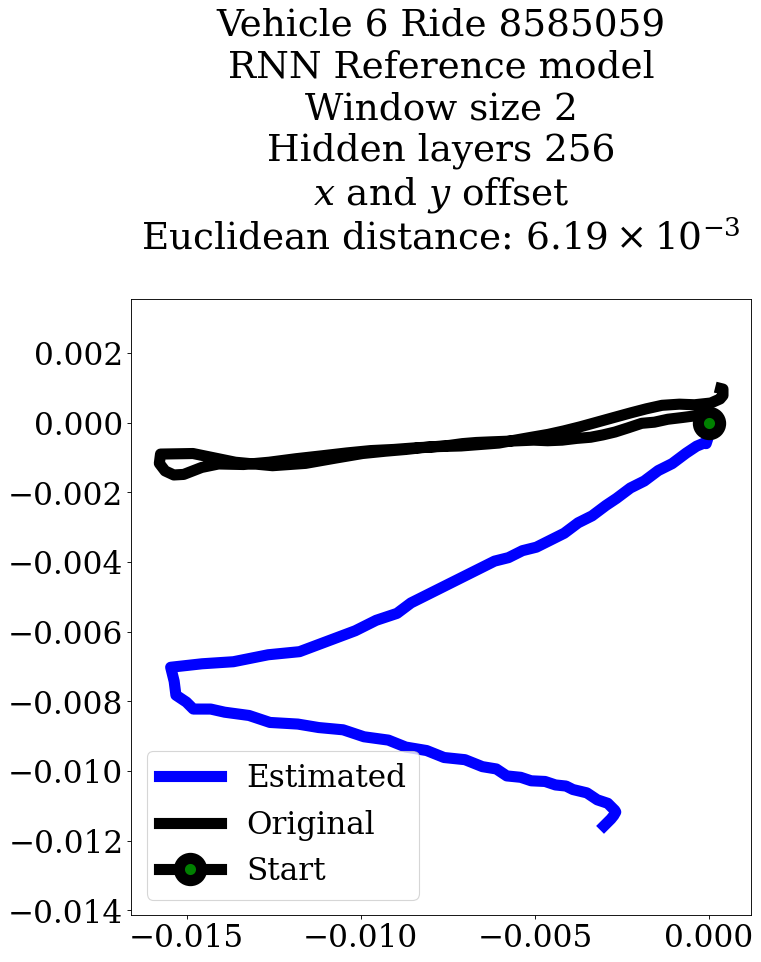 Vehicle 6 Ride 8585059
RNN Reference model
Window size 2
Hidden layers 256
x and y offset
Euclidean distance: 6.19 × 10⁻³
0.002
0.000
−0.002
−0.004
−0.006
−0.008
−0.010
−0.012
−0.014
Estimated
Original
Start
−0.015 −0.010 −0.005 0.000